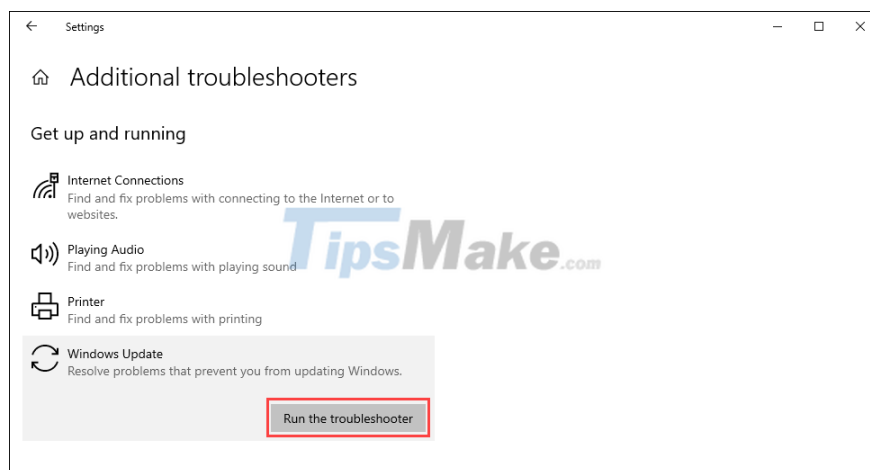 Settings
Additional troubleshooters
Get up and running
Internet Connections
Find and fix problems with connecting to the Internet or to
websites.
TipsMake.com
Playing Audio
Find and fix problems with playing sound
Printer
Find and fix problems with printing
Windows Update
Resolve problems that prevent you from updating Windows.
Run the troubleshooter